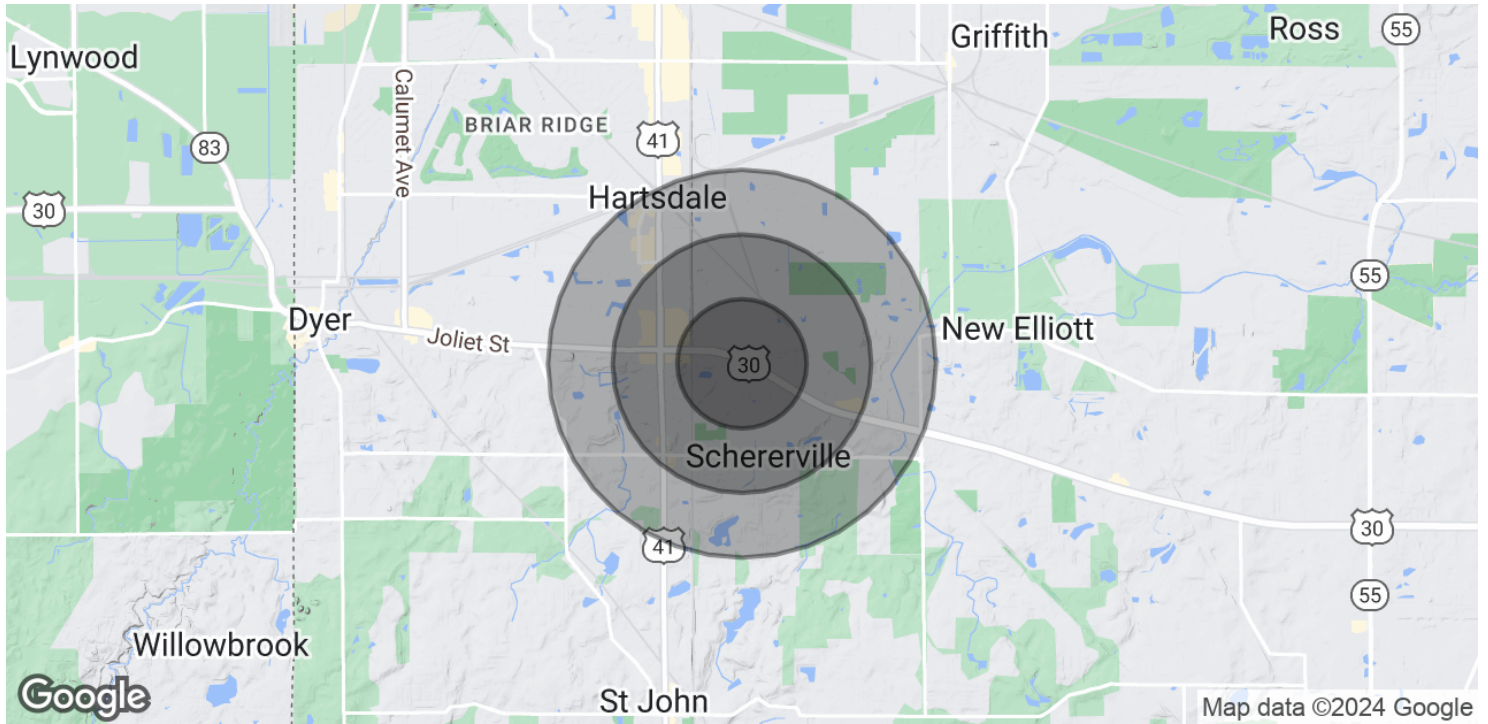 Lynwood
Griffith
Ross
55
Calumet Ave
BRIAR RIDGE
83
41
30
Hartsdale
55
Dyer
Joliet St
New Elliott
30
Schererville
30
41
55
Willowbrook
St John
Google
Map data ©2024 Google